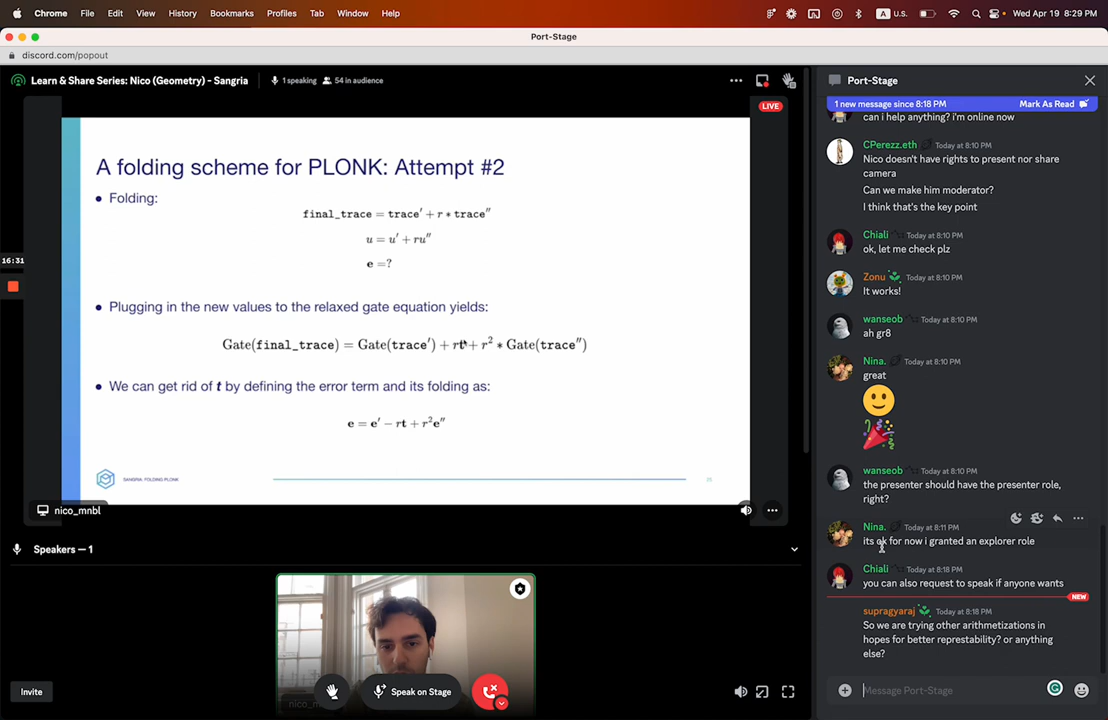 Chrome File Edit View History Bookmarks Profiles Tab Window Help A U.S. Wed Apr 19 8:29 PM
Port-Stage
discord.com/popout
Learn & Share Series: Nico (Geometry) - Sangria 1 speaking 54 in audience
LIVE
A folding scheme for PLONK: Attempt #2
• Folding:
final_trace = trace′ + r * trace″
u = u′ + ru″
e =?
• Plugging in the new values to the relaxed gate equation yields:
Gate(final_trace) = Gate(trace′) + rt + r² * Gate(trace″)
• We can get rid of t by defining the error term and its folding as:
e = e′ − rt + r²e″
SANGRIA: FOLDING PLONK
nico_mnbl
16:31
Speakers — 1
Invite
Speak on Stage
Port-Stage
1 new message since 8:18 PM Mark As Read
can i help anything? i'm online now
CPerezz.eth Today at 8:10 PM
Nico doesn't have rights to present nor share
camera
Can we make him moderator?
I think that's the key point
Chiali Today at 8:10 PM
ok, let me check plz
Zonu Today at 8:10 PM
It works!
wanseob Today at 8:10 PM
ah gr8
Nina. Today at 8:10 PM
great
wanseob Today at 8:10 PM
the presenter should have the presenter role,
right?
Nina. Today at 8:11 PM
its ok for now i granted an explorer role
Chiali Today at 8:18 PM
you can also request to speak if anyone wants
NEW
supragyaraj Today at 8:18 PM
So we are trying other arithmetizations in
hopes for better represtability? or anything
else?
Message Port-Stage